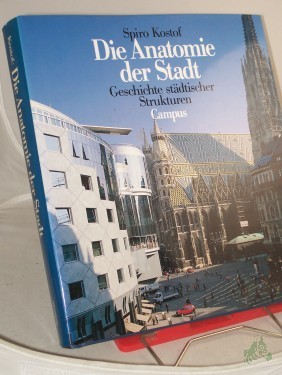 Spiro Kostof
Die Anatomie
der Stadt
Geschichte städtischer
Strukturen
Campus
Kostof Die Anatomie der Stadt